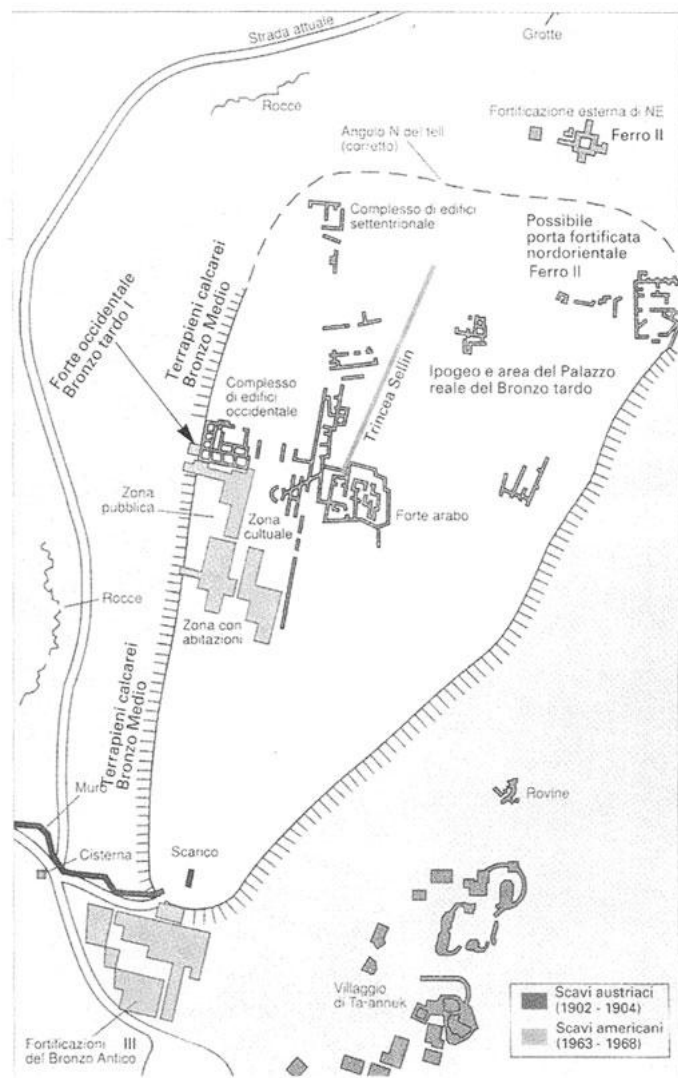 Strada attuale
Grotte
Rocce
Fortificazione esterna di NE
Ferro II
Angolo N del tell
(corretto)
Complesso di edifici
settentrionale
Possibile
porta fortificata
nordorientale
Ferro II
Forte occidentale
Bronzo tardo I
Terrapieni calcarei
Bronzo Medio
Complesso
di edifici
occidentale
Trincea Sellin
Ipogeo e area del Palazzo
reale del Bronzo tardo
Zona
pubblica
Zona
cultuale
Forte arabo
Rocce
Zona con
abitazioni
Terrapieni calcarei
Bronzo Medio
Muro
Rovine
Cisterna
Scarico
Villaggio
di Ta-annek
Scavi austriaci
(1902 - 1904)
Scavi americani
(1963 - 1968)
Fortificazioni III
del Bronzo Antico